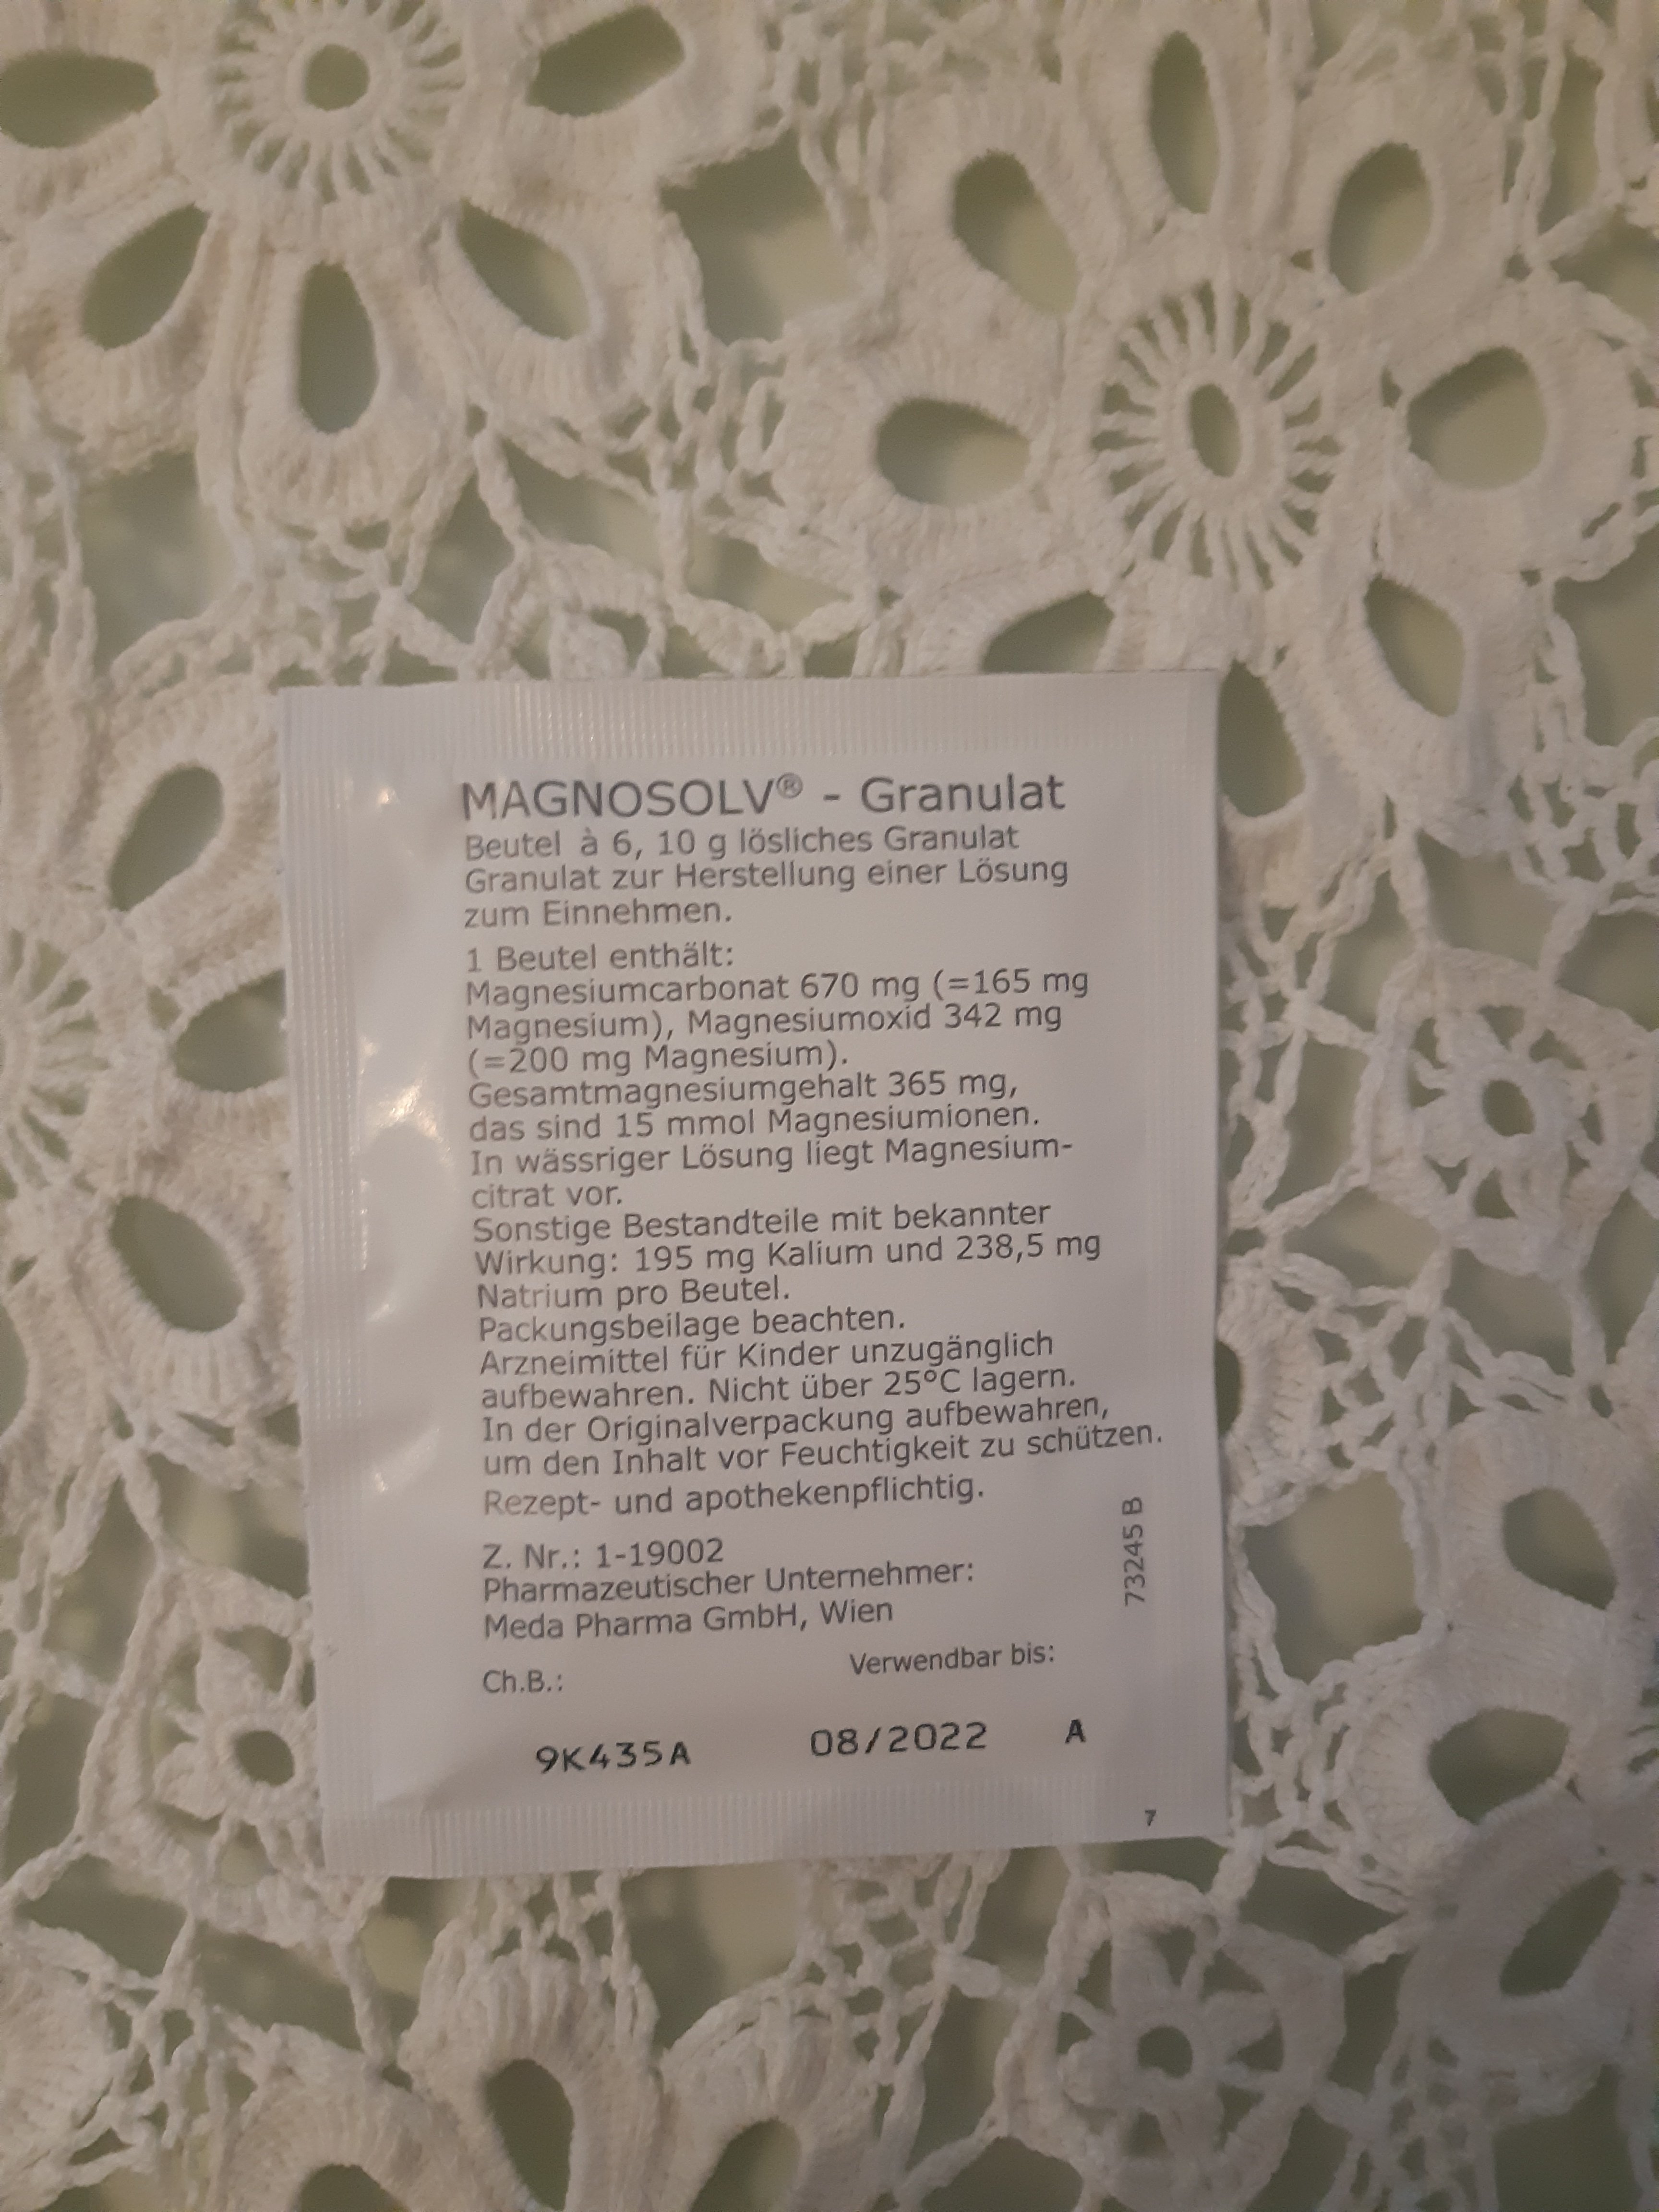 MAGNOSOLV® - Granulat
Beutel à 6, 10 g lösliches Granulat
Granulat zur Herstellung einer Lösung
zum Einnehmen.
1 Beutel enthält:
Magnesiumcarbonat 670 mg (=165 mg
Magnesium), Magnesiumoxid 342 mg
(=200 mg Magnesium).
Gesamtmagnesiumgehalt 365 mg,
das sind 15 mmol Magnesiumionen.
In wässriger Lösung liegt Magnesium-
citrat vor.
Sonstige Bestandteile mit bekannter
Wirkung: 195 mg Kalium und 238,5 mg
Natrium pro Beutel.
Packungsbeilage beachten.
Arzneimittel für Kinder unzugänglich
aufbewahren. Nicht über 25°C lagern.
In der Originalverpackung aufbewahren,
um den Inhalt vor Feuchtigkeit zu schützen.
Rezept- und apothekenpflichtig.
Z. Nr.: 1-19002
Pharmazeutischer Unternehmer:
Meda Pharma GmbH, Wien
73245 B
Ch.B.: Verwendbar bis:
9K435A 08/2022 A
7